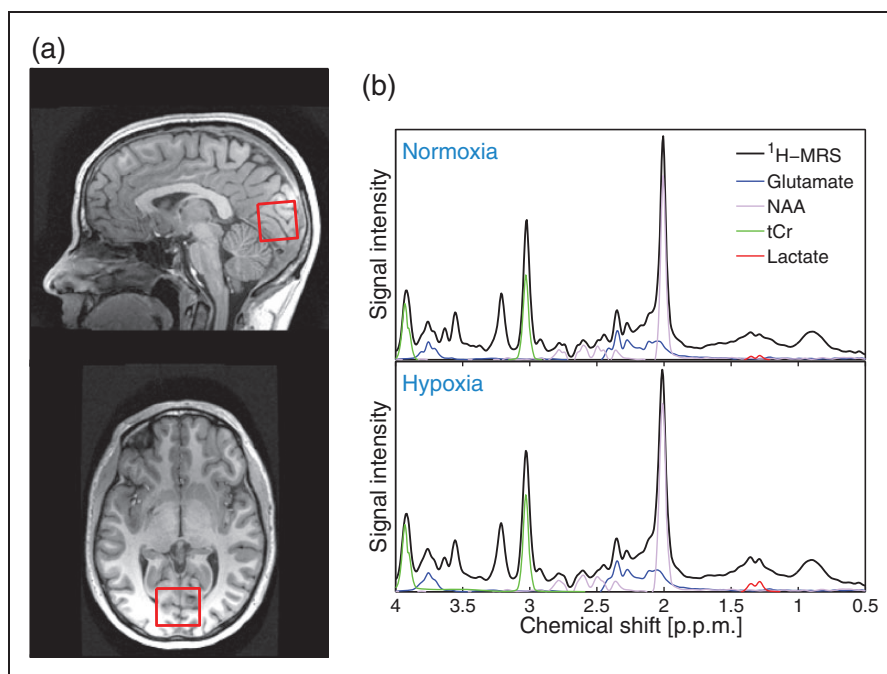 (a)
(b)
Normoxia
¹H−MRS
Glutamate
NAA
tCr
Lactate
Signal intensity
Hypoxia
Signal intensity
4 3.5 3 2.5 2 1.5 1 0.5
Chemical shift [p.p.m.]